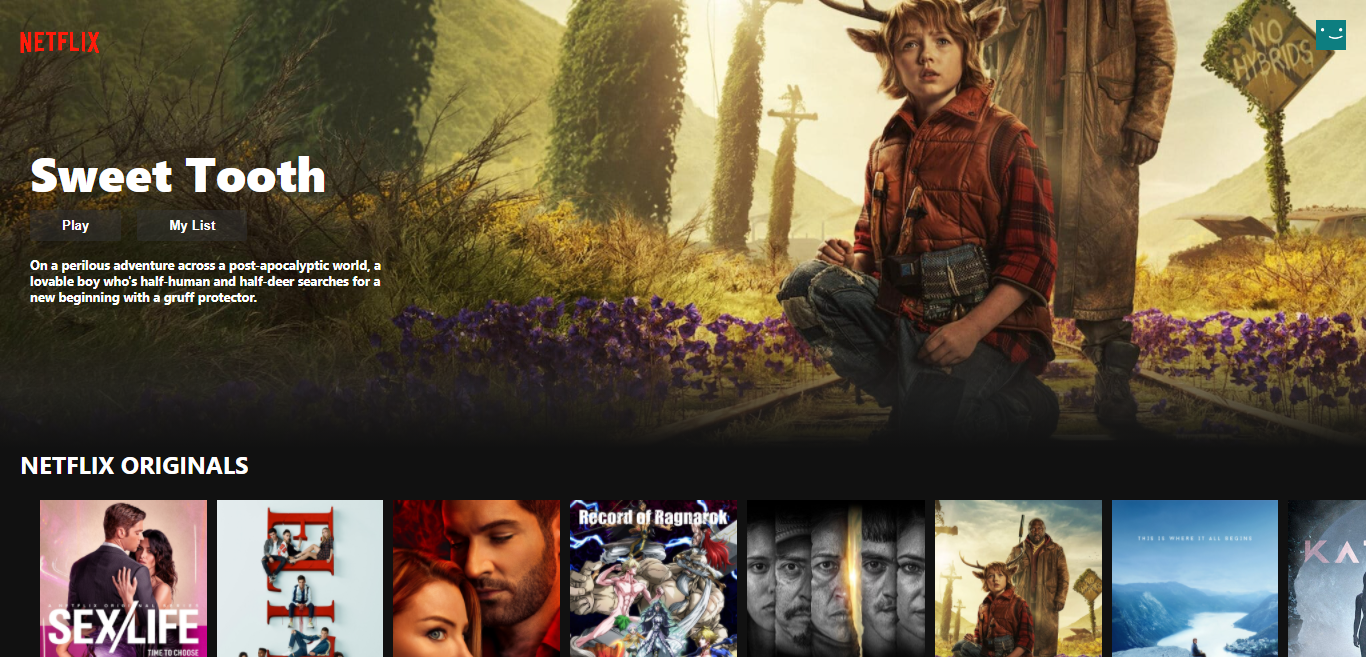 NETFLIX
NO
HYBRIDS
Sweet Tooth
Play
My List
On a perilous adventure across a post-apocalyptic world, a
lovable boy who's half-human and half-deer searches for a
new beginning with a gruff protector.
NETFLIX ORIGINALS
Record of Ragnarok
THIS IS WHERE IT ALL BEGINS
KA
A NETFLIX ORIGINAL SERIES
SEX/LIFE
TIME TO CHOOSE